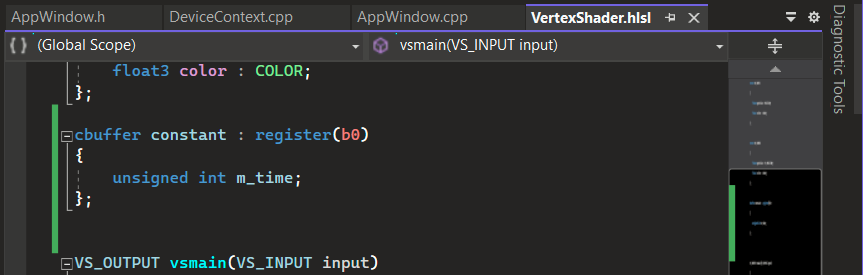 AppWindow.h DeviceContext.cpp AppWindow.cpp VertexShader.hlsl
(Global Scope) vsmain(VS_INPUT input)
float3 color : COLOR;
};
cbuffer constant : register(b0)
{
unsigned int m_time;
};
VS_OUTPUT vsmain(VS_INPUT input)
Diagnostic Tools